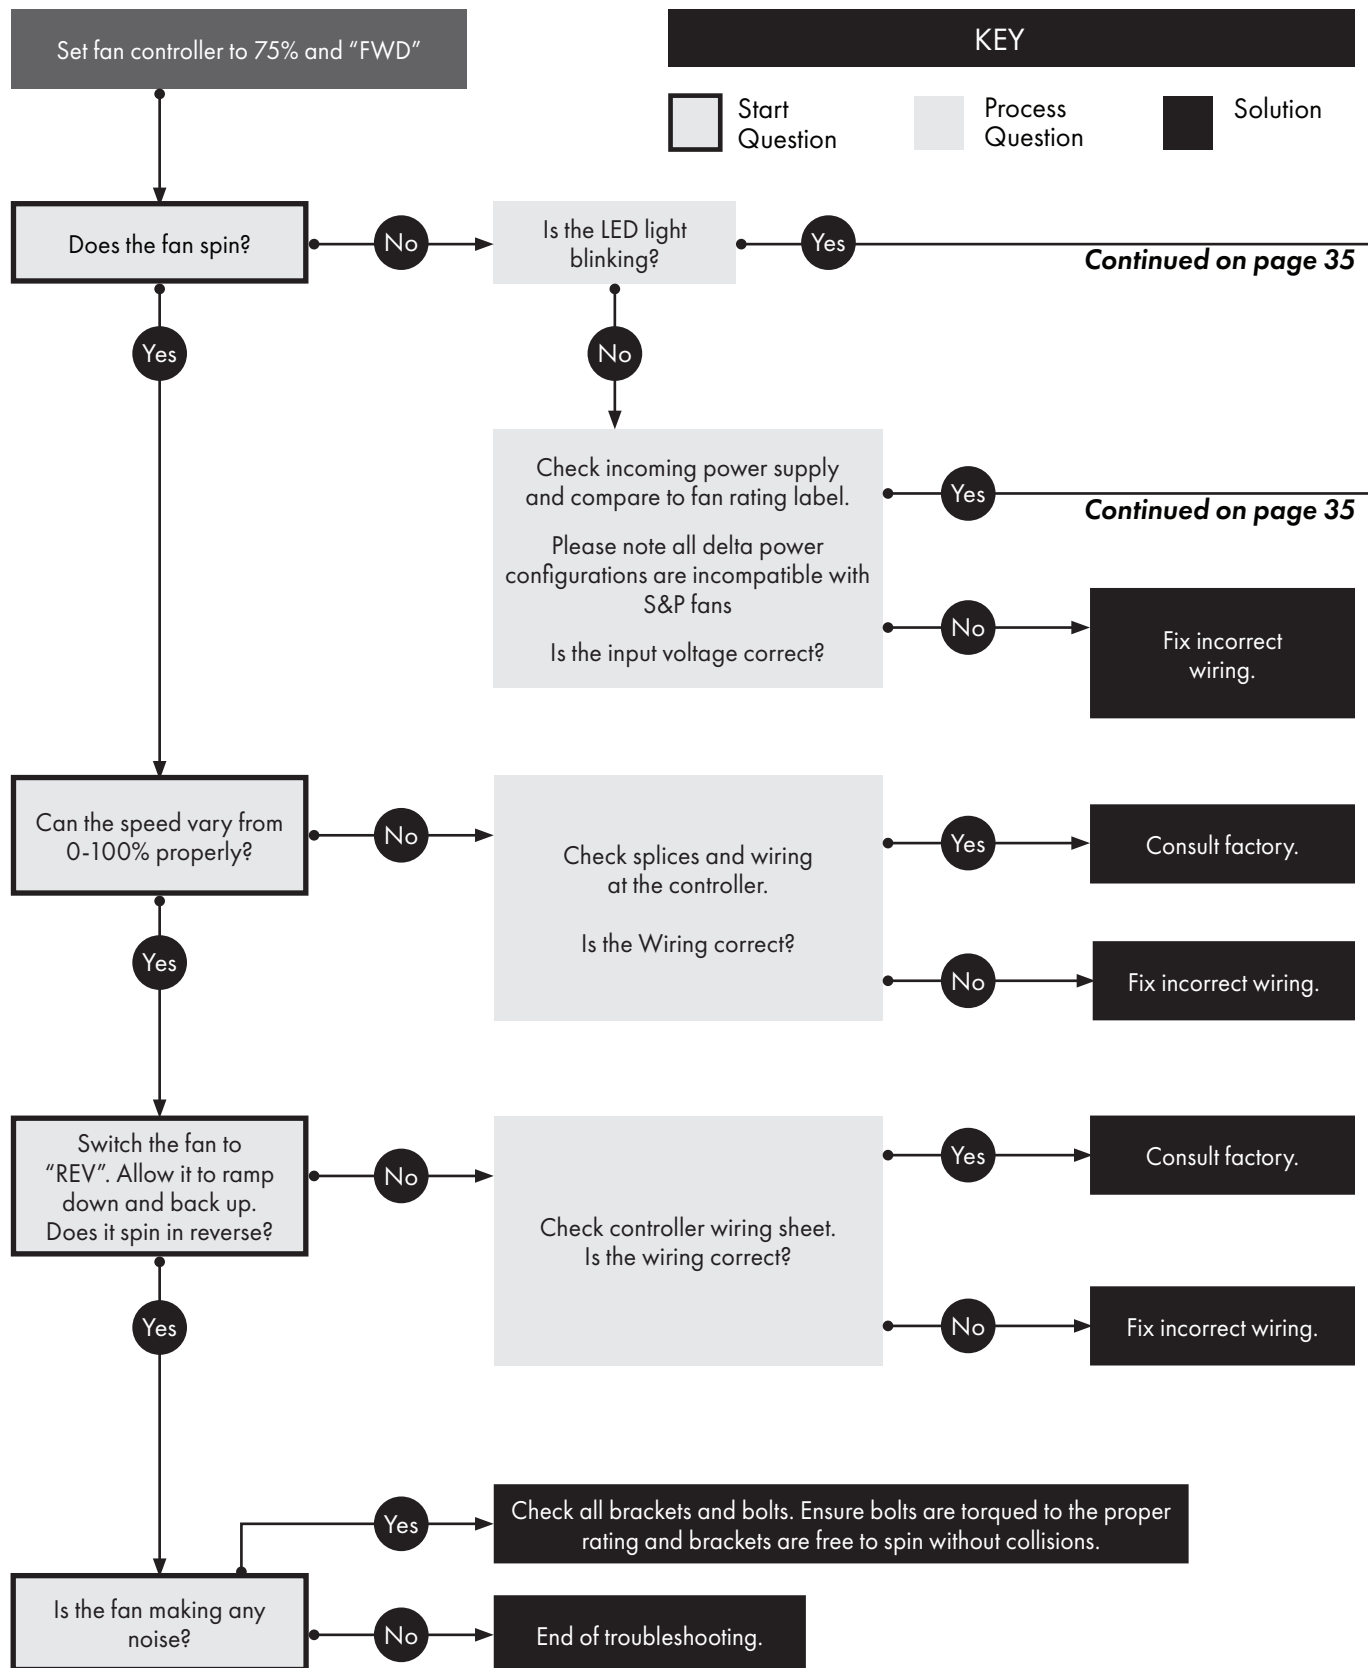 Set fan controller to 75% and “FWD”
KEY
Start
Question
Process
Question
Solution
Does the fan spin?
No
Is the LED light
blinking?
Yes
Continued on page 35
Yes
No
Check incoming power supply
and compare to fan rating label.
Please note all delta power
configurations are incompatible with
S&P fans
Is the input voltage correct?
Yes
Continued on page 35
No
Fix incorrect
wiring.
Can the speed vary from
0-100% properly?
No
Check splices and wiring
at the controller.
Is the Wiring correct?
Yes
Consult factory.
No
Fix incorrect wiring.
Yes
Switch the fan to
“REV”. Allow it to ramp
down and back up.
Does it spin in reverse?
No
Check controller wiring sheet.
Is the wiring correct?
Yes
Consult factory.
No
Fix incorrect wiring.
Yes
Is the fan making any
noise?
Yes
Check all brackets and bolts. Ensure bolts are torqued to the proper
rating and brackets are free to spin without collisions.
No
End of troubleshooting.